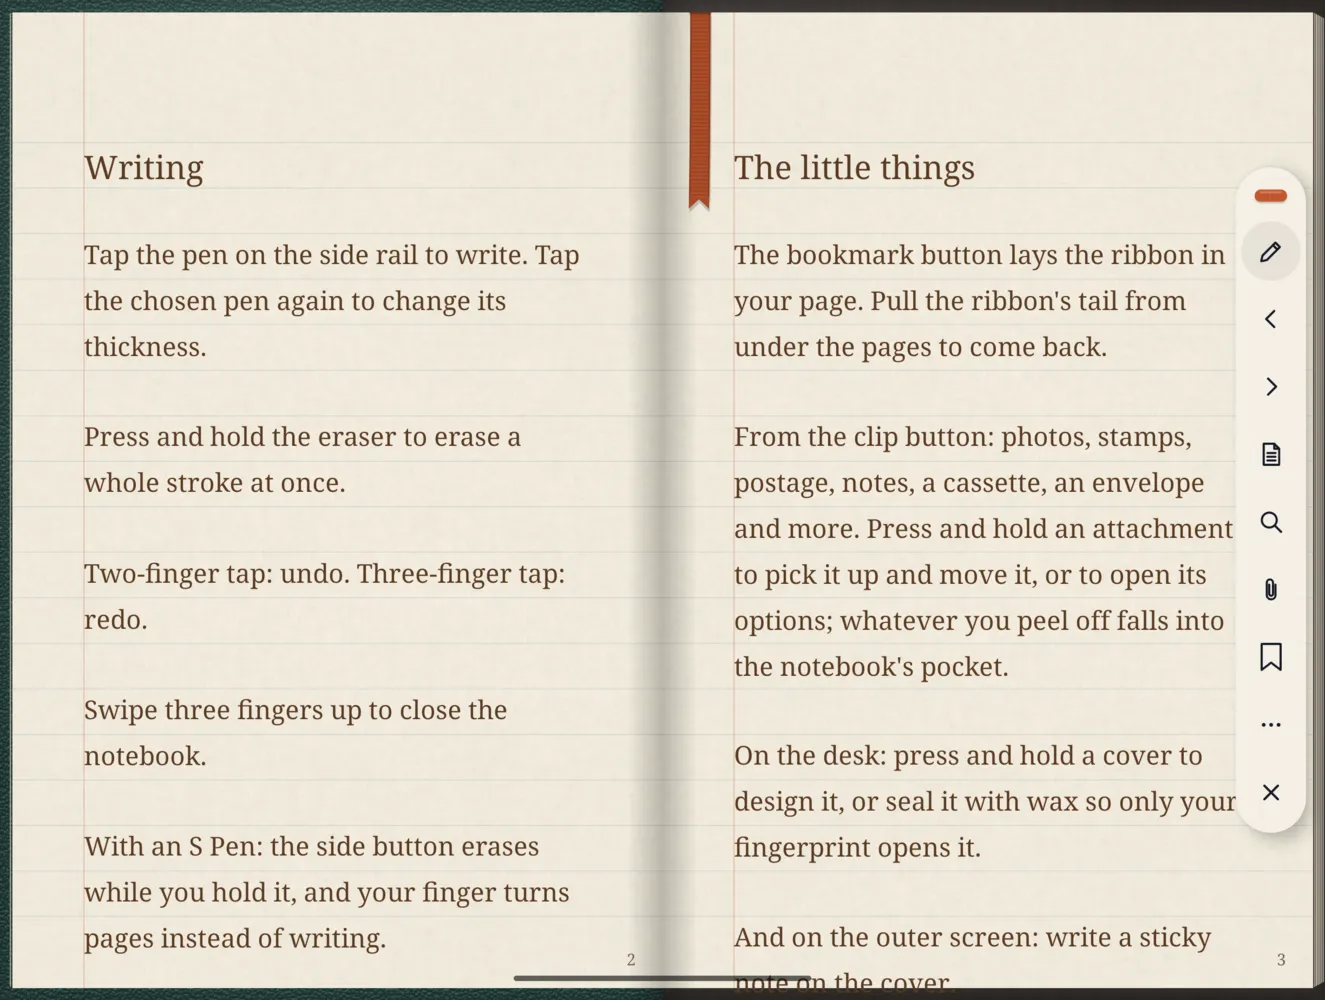 Writing
Tap the pen on the side rail to write. Tap
the chosen pen again to change its
thickness.
Press and hold the eraser to erase a
whole stroke at once.
Two-finger tap: undo. Three-finger tap:
redo.
Swipe three fingers up to close the
notebook.
With an S Pen: the side button erases
while you hold it, and your finger turns
pages instead of writing.
2
The little things
The bookmark button lays the ribbon in
your page. Pull the ribbon's tail from
under the pages to come back.
From the clip button: photos, stamps,
postage, notes, a cassette, an envelope
and more. Press and hold an attachment
to pick it up and move it, or to open its
options; whatever you peel off falls into
the notebook's pocket.
On the desk: press and hold a cover to
design it, or seal it with wax so only your
fingerprint opens it.
And on the outer screen: write a sticky
note on the cover.
3